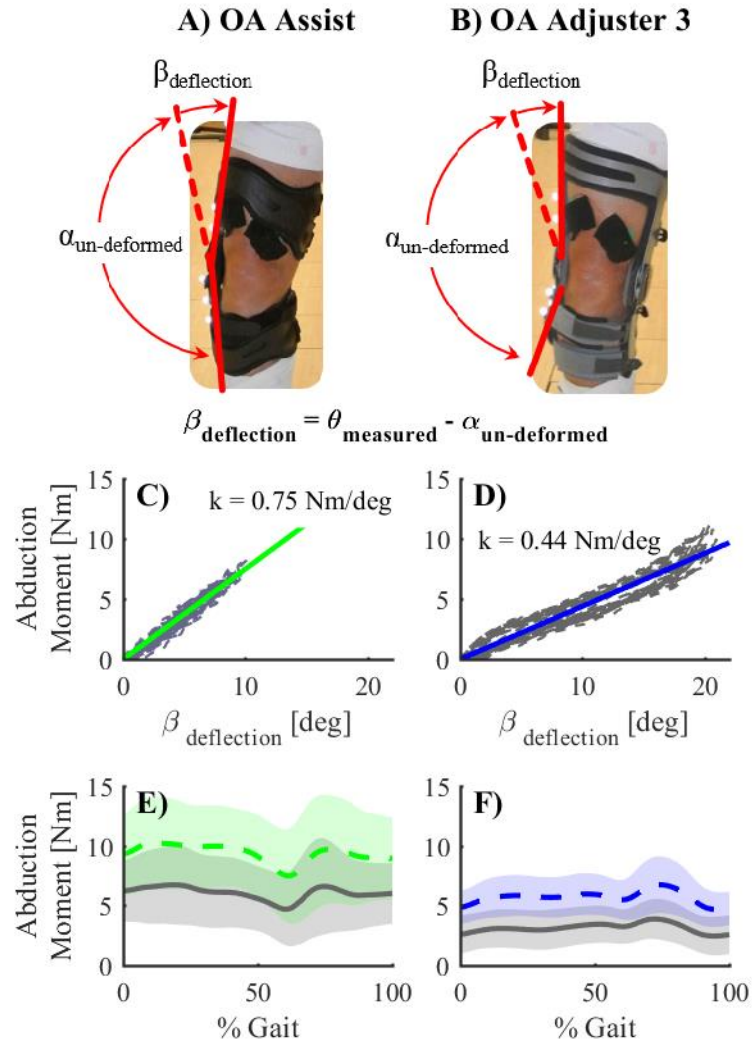 A) OA Assist
B) OA Adjuster 3
βdeflection
βdeflection
αun-deformed
αun-deformed
βdeflection = θmeasured - αun-deformed
C)
k = 0.75 Nm/deg
Abduction
Moment [Nm]
15
10
5
0
0 10 20
β deflection [deg]
D)
k = 0.44 Nm/deg
15
10
5
0
0 10 20
β deflection [deg]
E)
Abduction
Moment [Nm]
15
10
5
0
0 50 100
% Gait
F)
15
10
5
0
0 50 100
% Gait